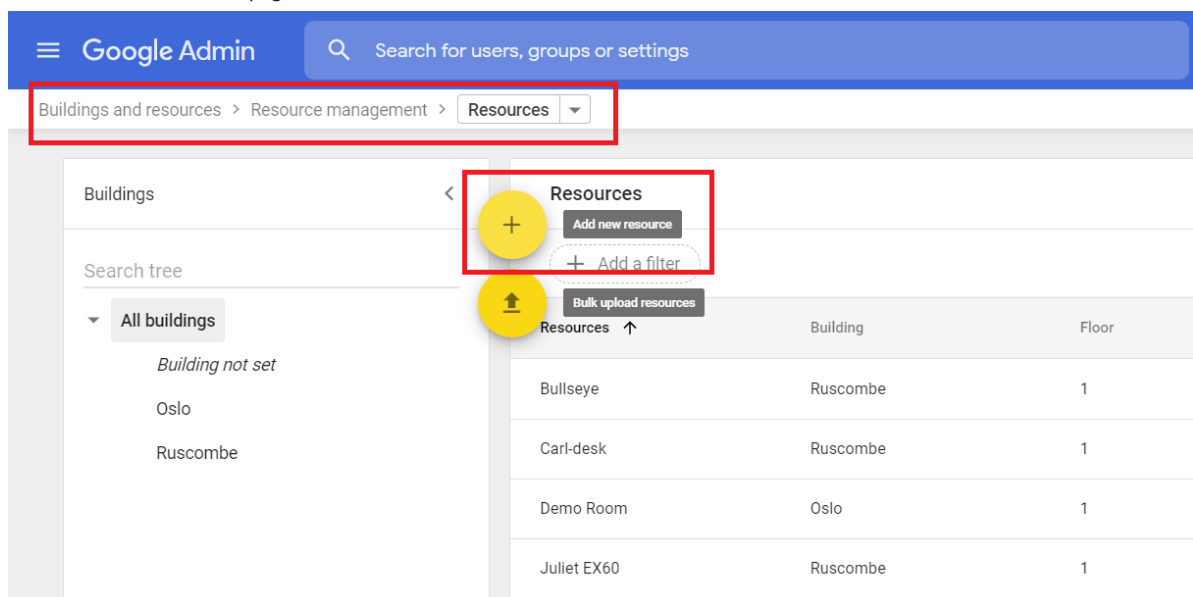 Google Admin
Search for users, groups or settings
Buildings and resources > Resource management > Resources
Buildings
Resources
Add new resource
Search tree
Add a filter
Bulk upload resources
All buildings
Resources
Building
Floor
Building not set
Bullseye
Ruscombe
1
Oslo
Carl-desk
Ruscombe
1
Ruscombe
Demo Room
Oslo
1
Juliet EX60
Ruscombe
1